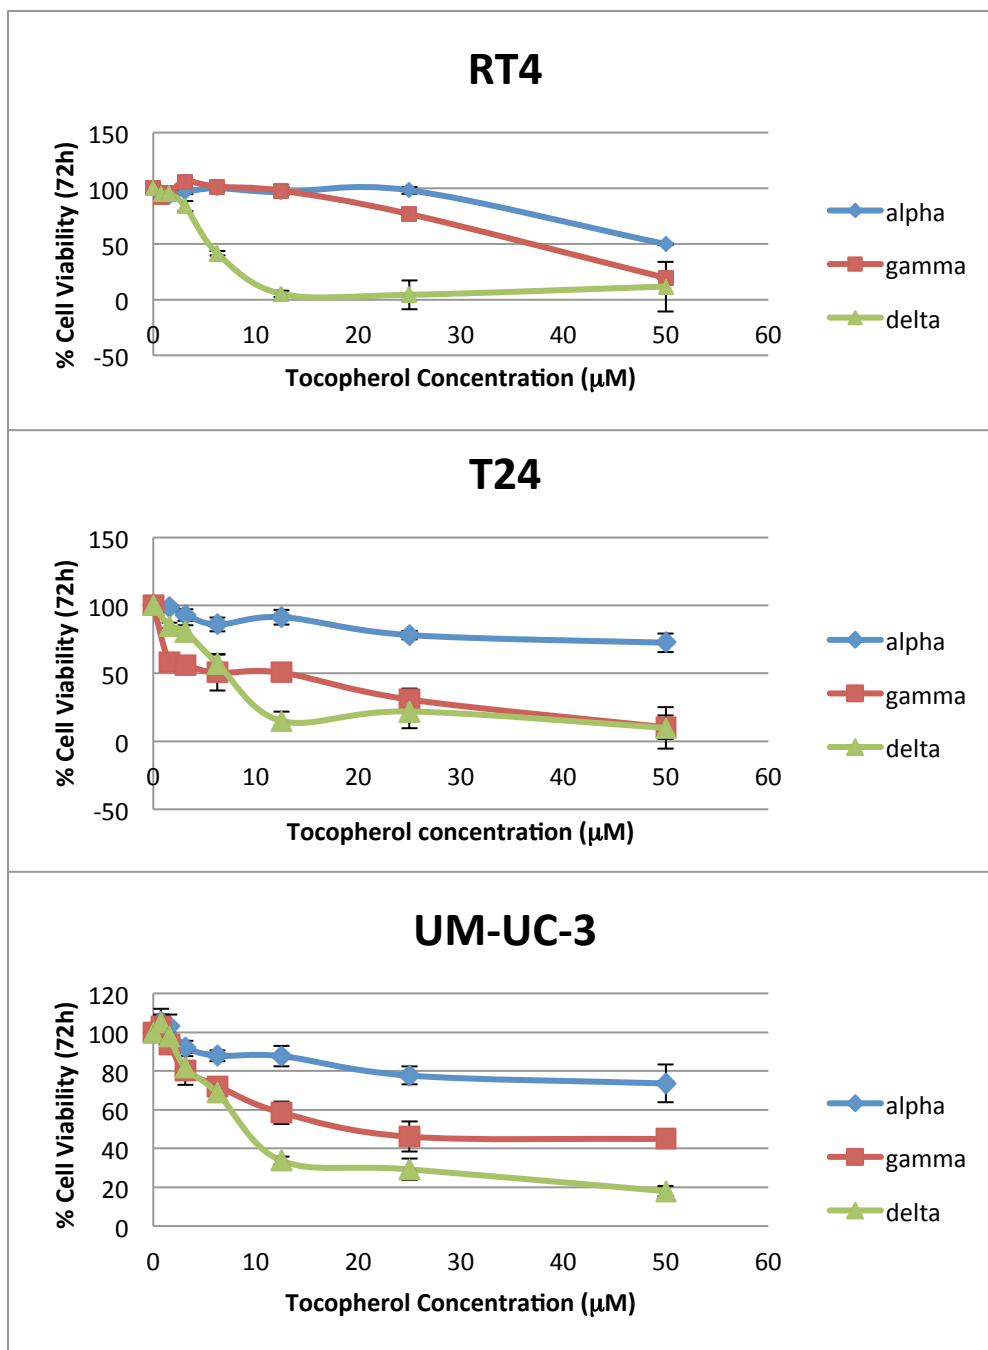 RT4
150
100
50
0
-50
% Cell Viability (72h)
0 10 20 30 40 50 60
Tocopherol Concentration (μM)
alpha
gamma
delta
T24
150
100
50
0
-50
% Cell Viability (72h)
0 10 20 30 40 50 60
Tocopherol concentration (μM)
alpha
gamma
delta
UM-UC-3
120
100
80
60
40
20
0
% Cell Viability (72h)
0 10 20 30 40 50 60
Tocopherol Concentration (μM)
alpha
gamma
delta